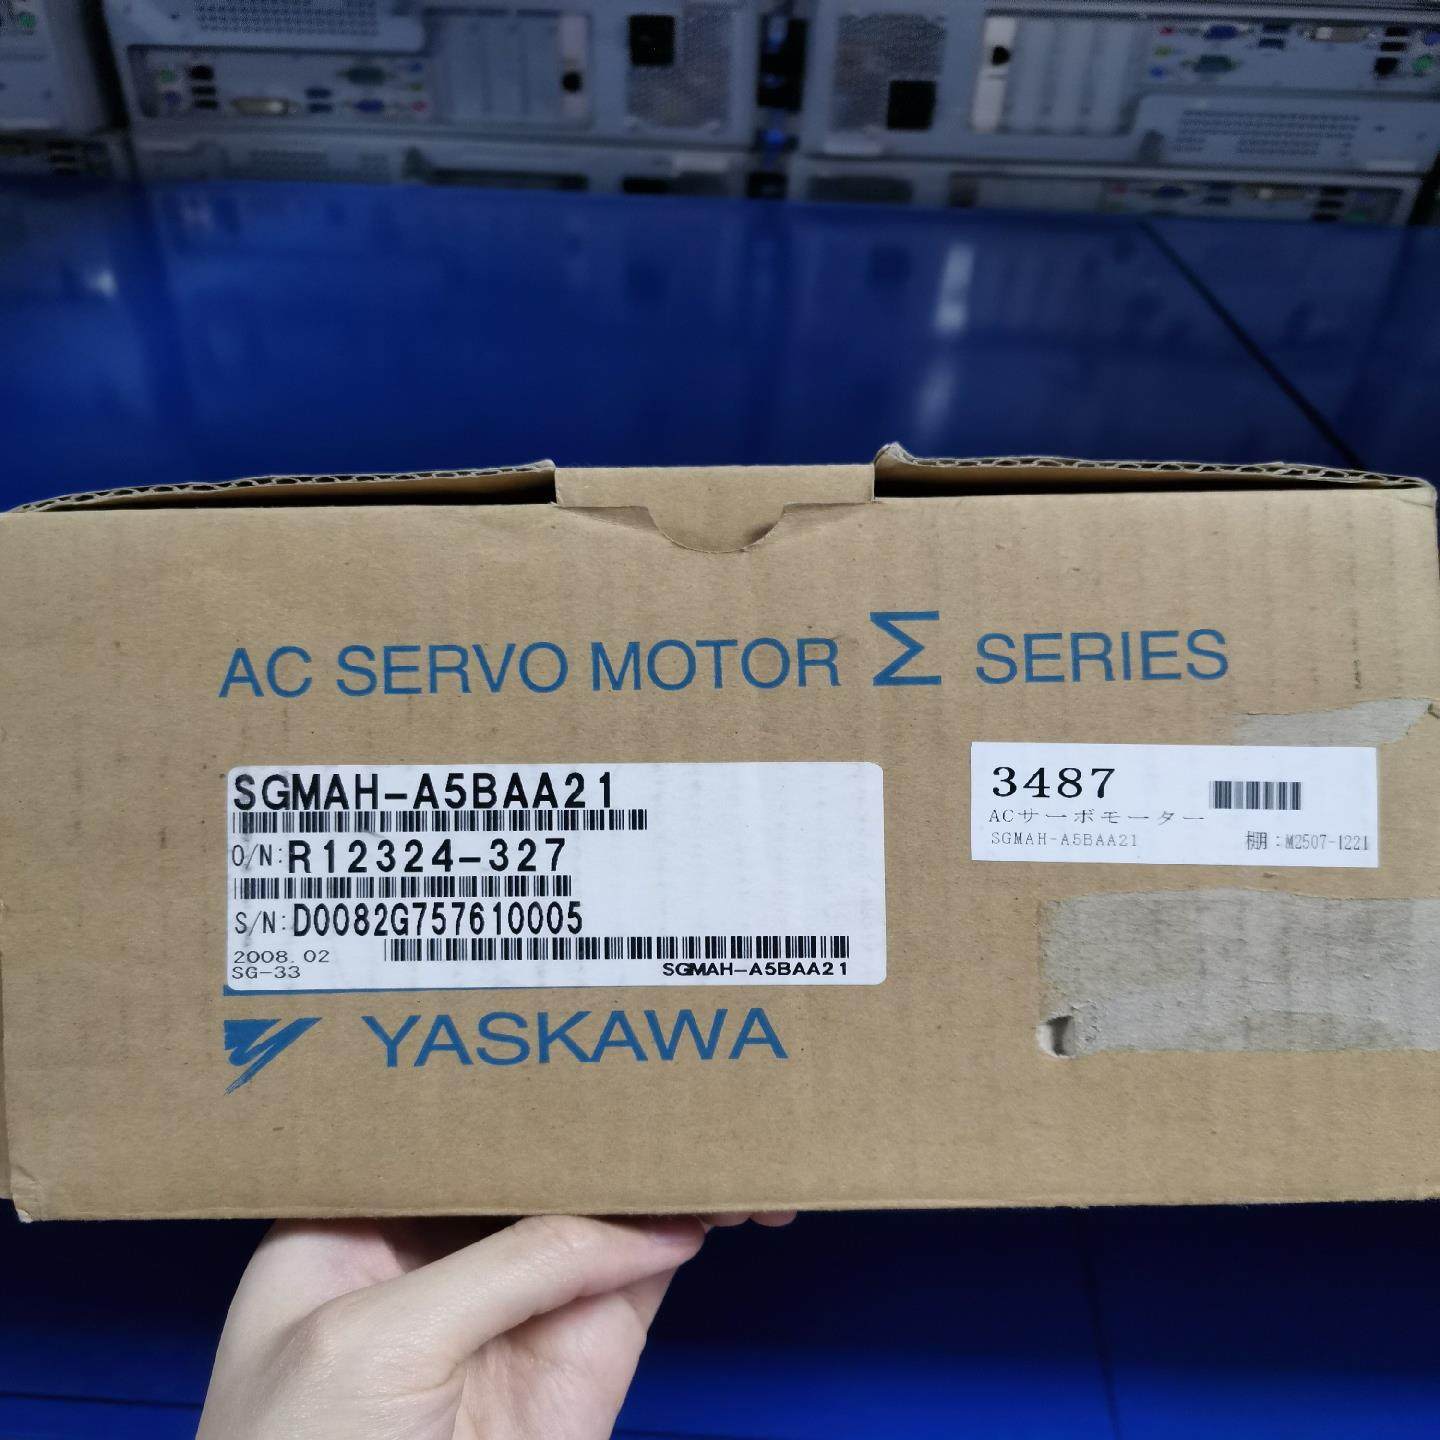 AC SERVO MOTOR Σ SERIES
SGMAH-A5BAA21
O/N:R12324-327
S/N:D0082G757610005
2008.02
SG-33
SGMAH-A5BAA21
3487
ACサーボモーター
SGMAH-A5BAA21
棚:M2507-1221
YASKAWA